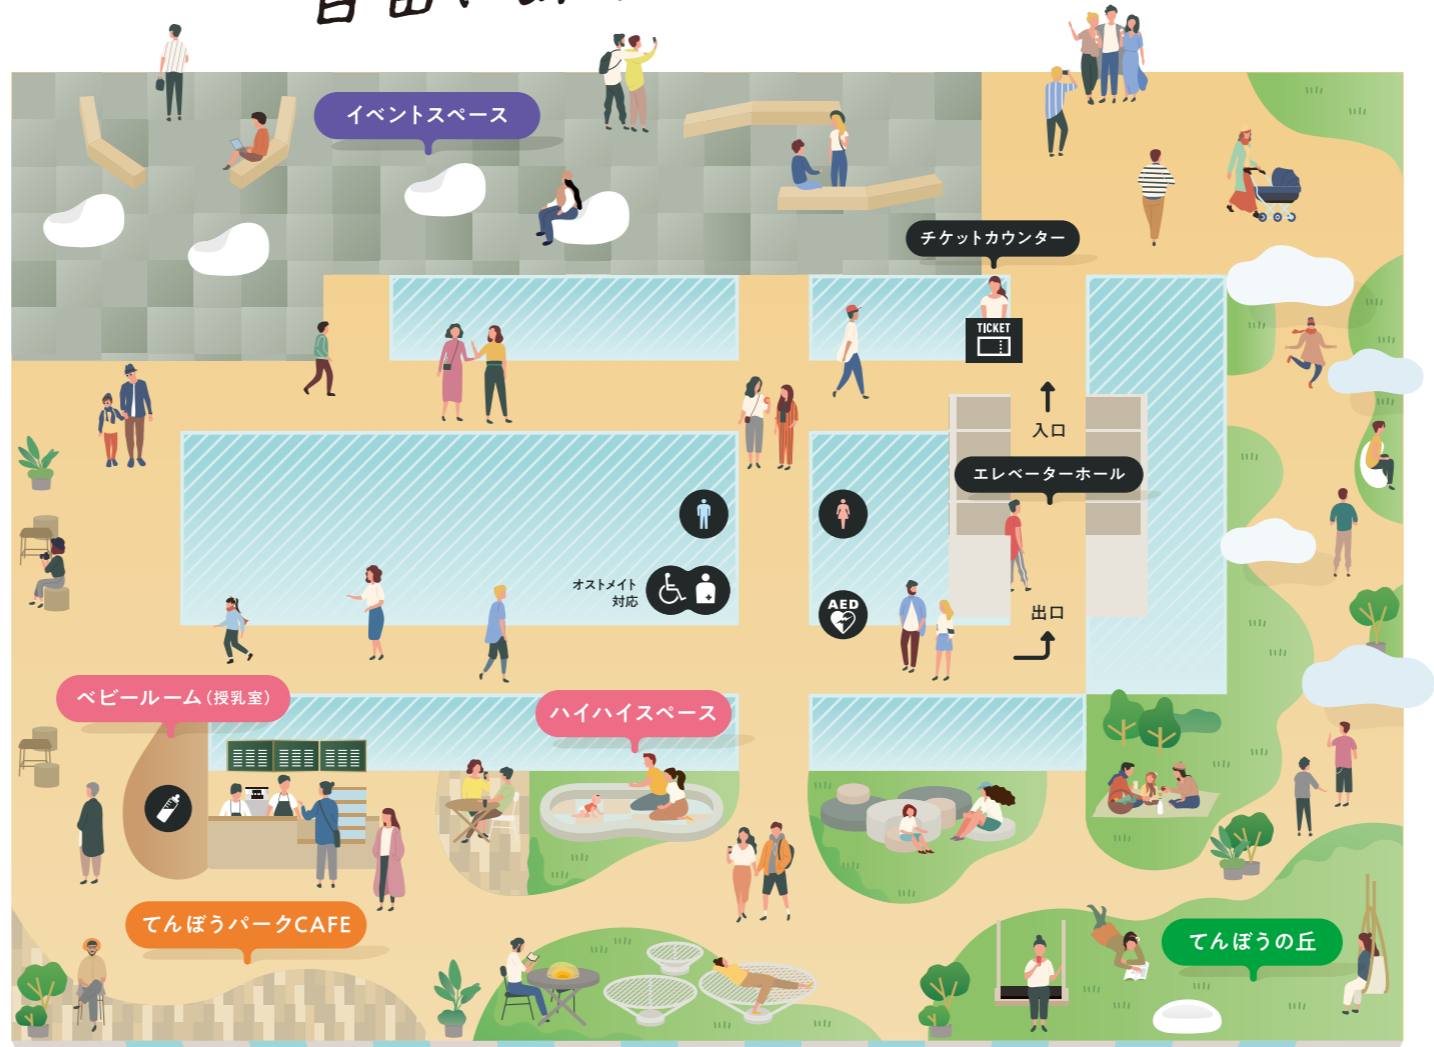 イベントスペース
チケットカウンター
TICKET
入口
エレベーターホール
オストメイト
対応
AED
出口
ベビールーム(授乳室)
ハイハイスペース
てんぼうパークCAFE
てんぼうの丘